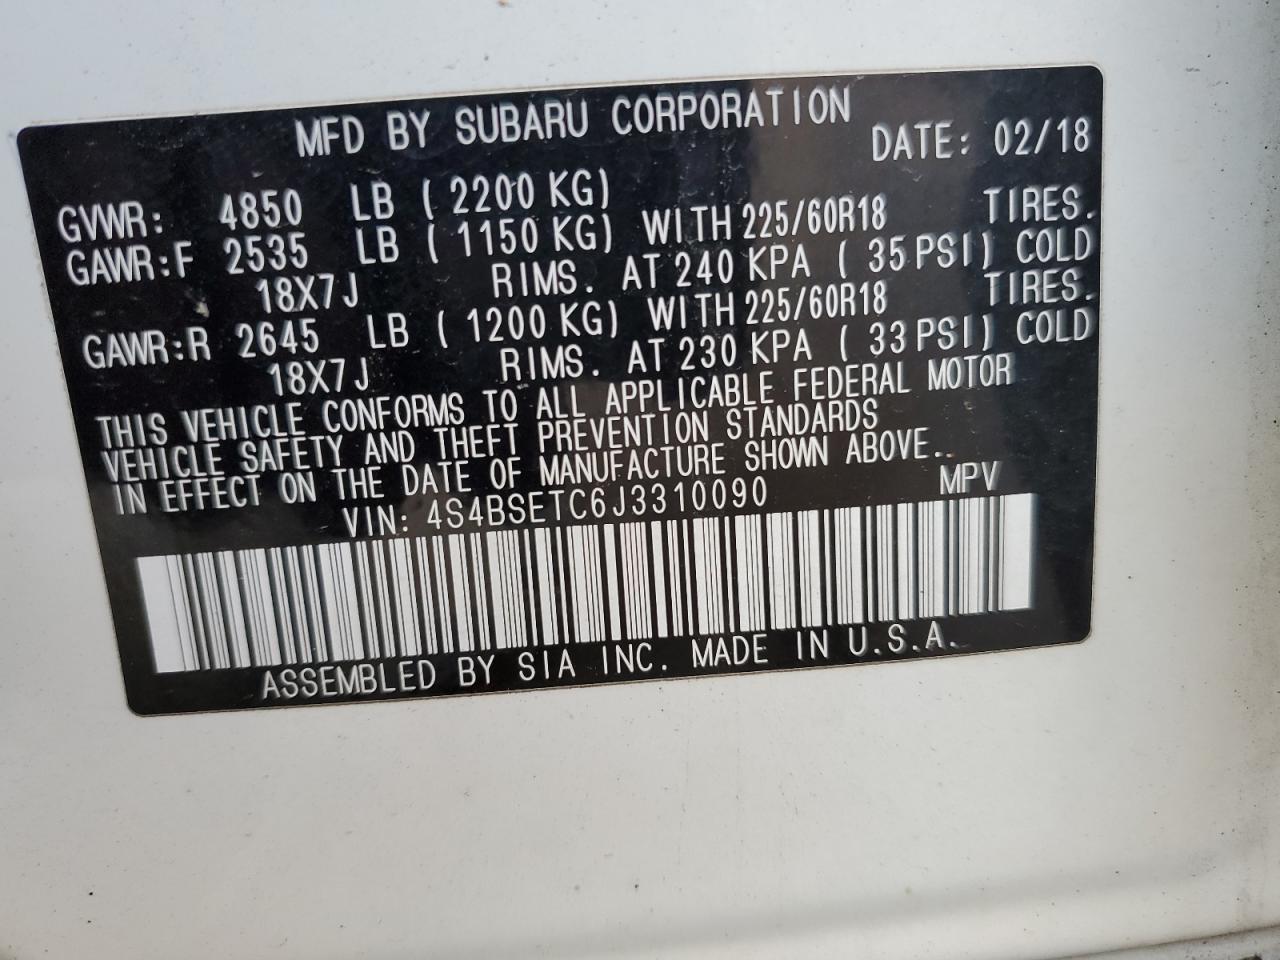 MFD BY SUBARU CORPORATION DATE: 02/18
GVWR: 4850 LB ( 2200 KG)
GAWR:F 2535 LB ( 1150 KG) WITH 225/60R18 TIRES.
18X7J RIMS. AT 240 KPA ( 35 PSI) COLD
GAWR:R 2645 LB ( 1200 KG) WITH 225/60R18 TIRES.
18X7J RIMS. AT 230 KPA ( 33 PSI) COLD
THIS VEHICLE CONFORMS TO ALL APPLICABLE FEDERAL MOTOR
VEHICLE SAFETY AND THEFT PREVENTION STANDARDS
IN EFFECT ON THE DATE OF MANUFACTURE SHOWN ABOVE..
VIN: 4S4BSETC6J3310090 MPV
ASSEMBLED BY SIA INC. MADE IN U.S.A.